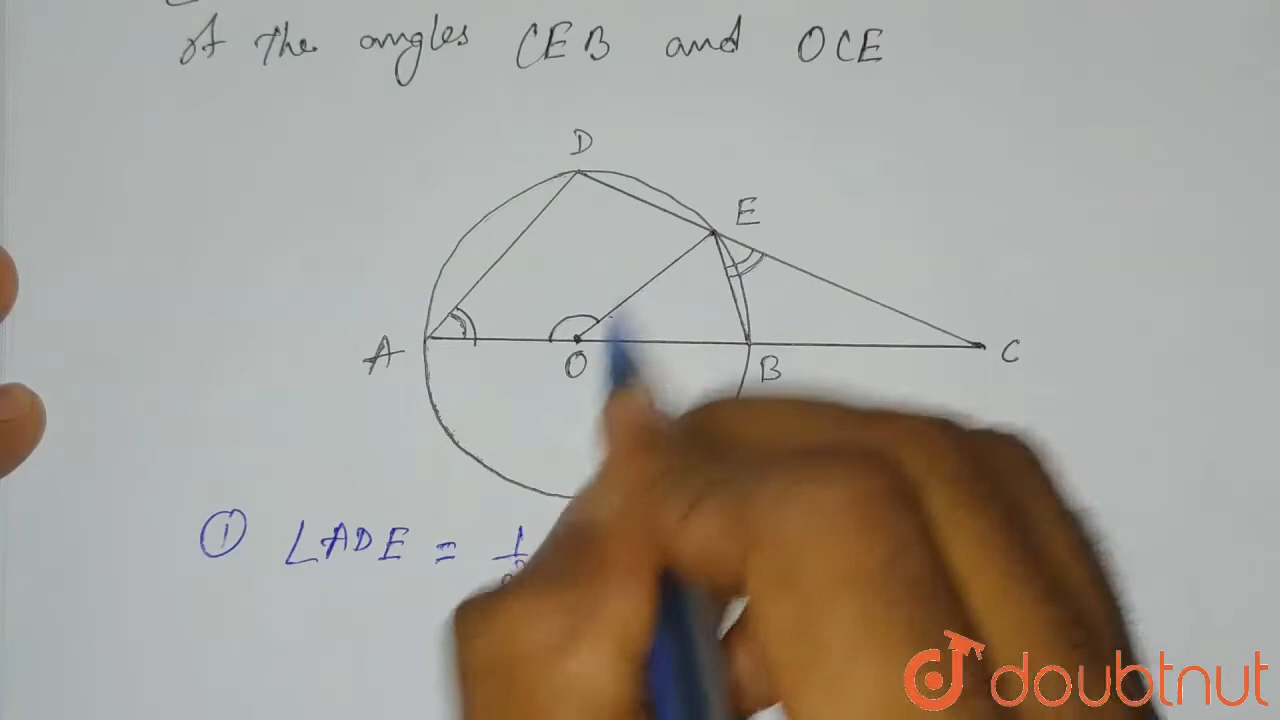 of the angles CEB and OCE
D
E
A
O
B
C
① ∠ADE = 1
doubtnut